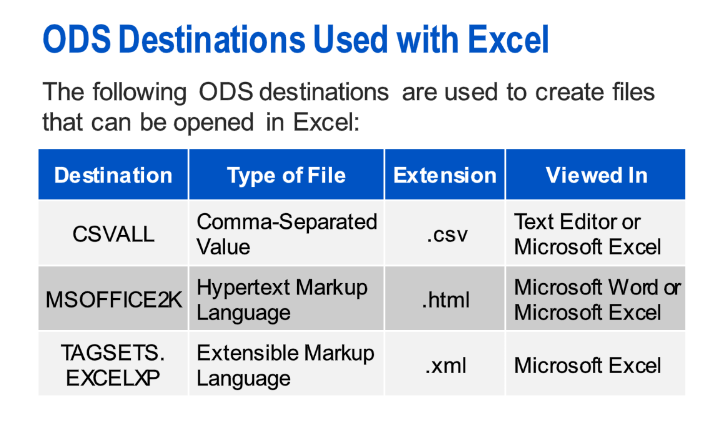 ODS Destinations Used with Excel
The following ODS destinations are used to create files
that can be opened in Excel:
Destination Type of File Extension Viewed In
CSVALL Comma-Separated Value .csv Text Editor or Microsoft Excel
MSOFFICE2K Hypertext Markup Language .html Microsoft Word or Microsoft Excel
TAGSETS. EXCELXP Extensible Markup Language .xml Microsoft Excel